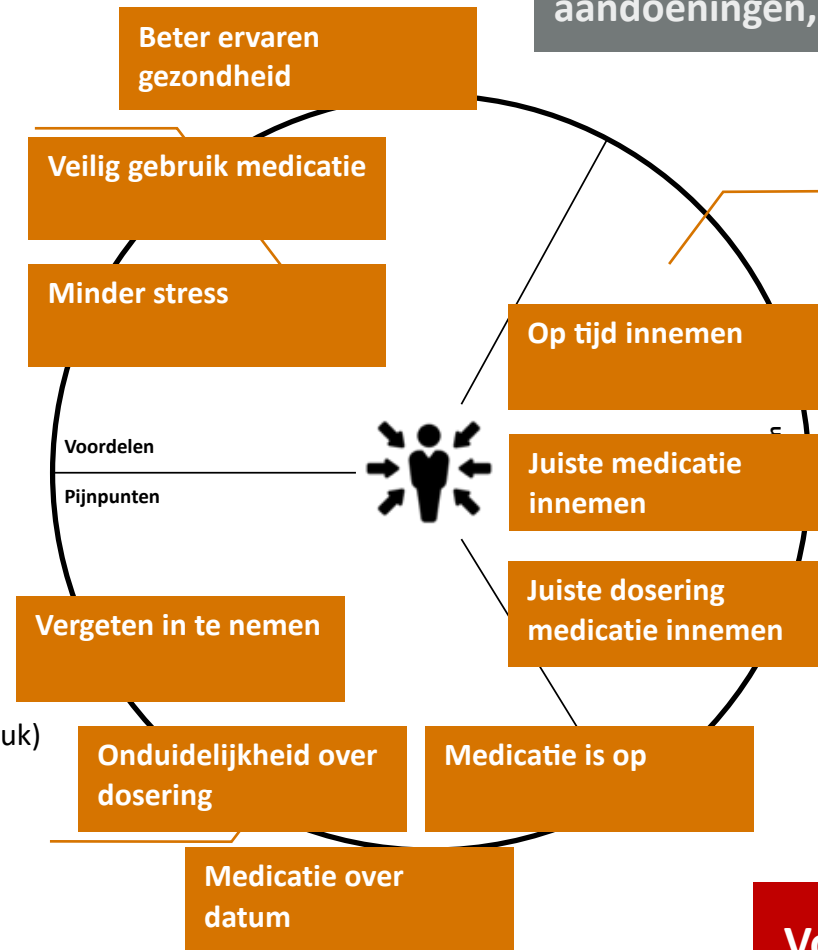 aandoeningen,
Beter ervaren
gezondheid
Veilig gebruik medicatie
Minder stress
Op tijd innemen
Voordelen
Pijnpunten
Juiste medicatie
innemen
Juiste dosering
medicatie innemen
Vergeten in te nemen
uk)
Onduidelijkheid over
dosering
Medicatie is op
Medicatie over
datum